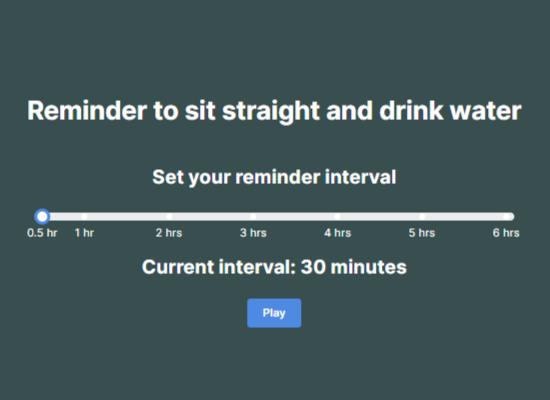 Reminder to sit straight and drink water
Set your reminder interval
0.5 hr 1 hr 2 hrs 3 hrs 4 hrs 5 hrs 6 hrs
Current interval: 30 minutes
Play